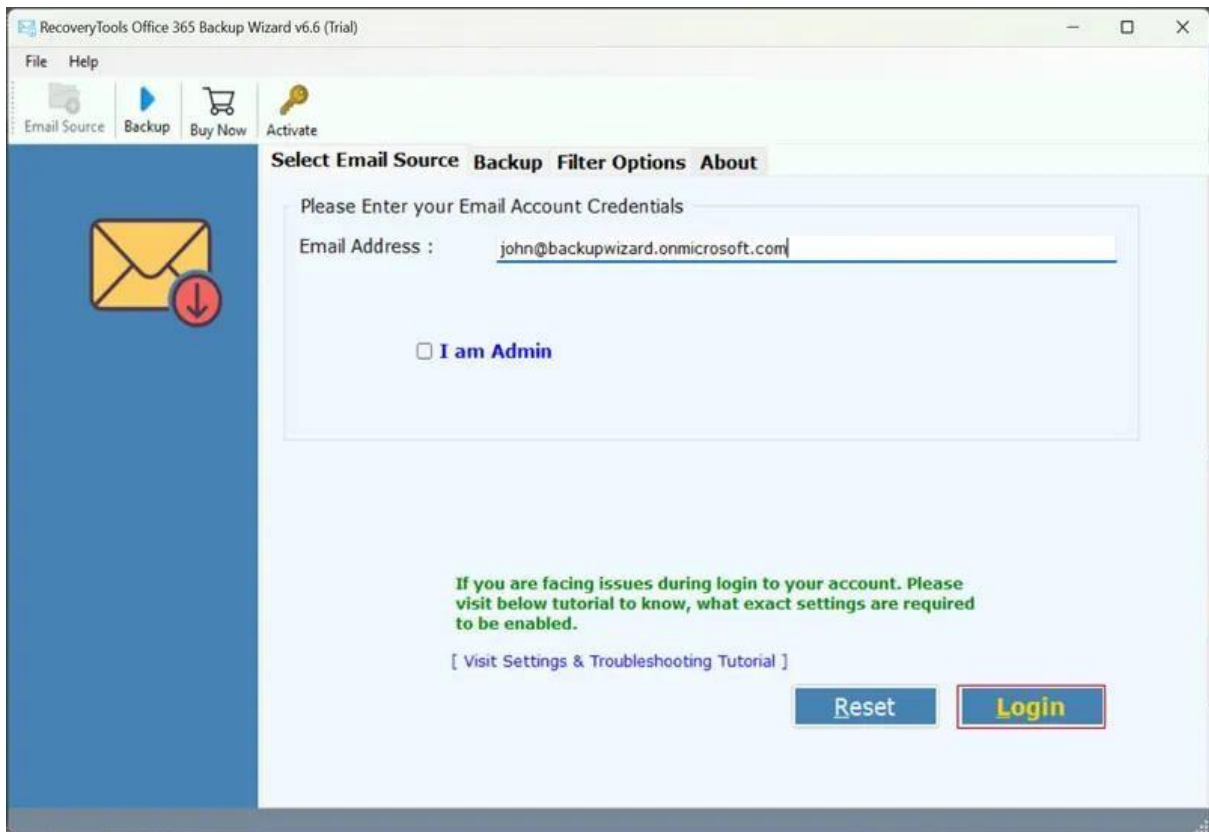 RecoveryTools Office 365 Backup Wizard v6.6 (Trial)
File Help
Email Source Backup Buy Now Activate
Select Email Source Backup Filter Options About
Please Enter your Email Account Credentials
Email Address : john@backupwizard.onmicrosoft.com
I am Admin
If you are facing issues during login to your account. Please
visit below tutorial to know, what exact settings are required
to be enabled.
[ Visit Settings & Troubleshooting Tutorial ]
Reset Login